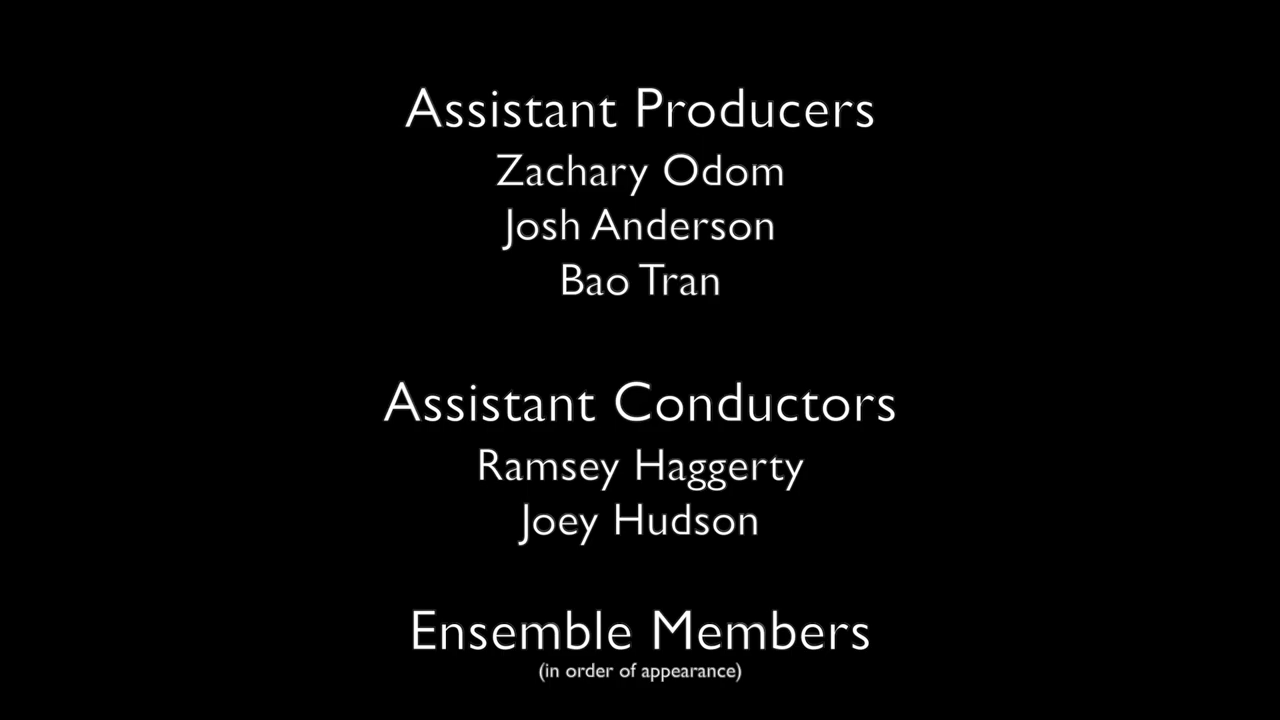 Assistant Producers
Zachary Odom
Josh Anderson
Bao Tran
Assistant Conductors
Ramsey Haggerty
Joey Hudson
Ensemble Members
(in order of appearance)